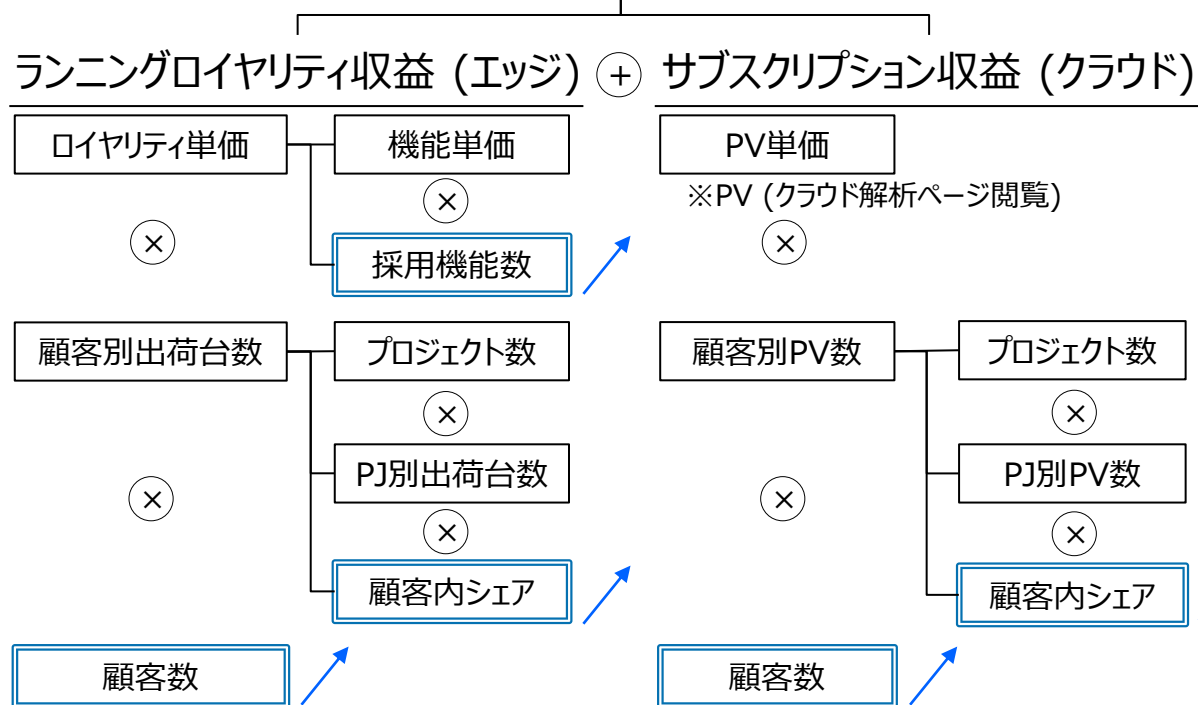 ランニングロイヤリティ収益 (エッジ) + サブスクリプション収益 (クラウド)
ロイヤリティ単価
機能単価
×
×
採用機能数
顧客別出荷台数
プロジェクト数
×
PJ別出荷台数
×
×
顧客内シェア
顧客数
PV単価
※PV (クラウド解析ページ閲覧)
×
顧客別PV数
プロジェクト数
×
PJ別PV数
×
×
顧客内シェア
顧客数